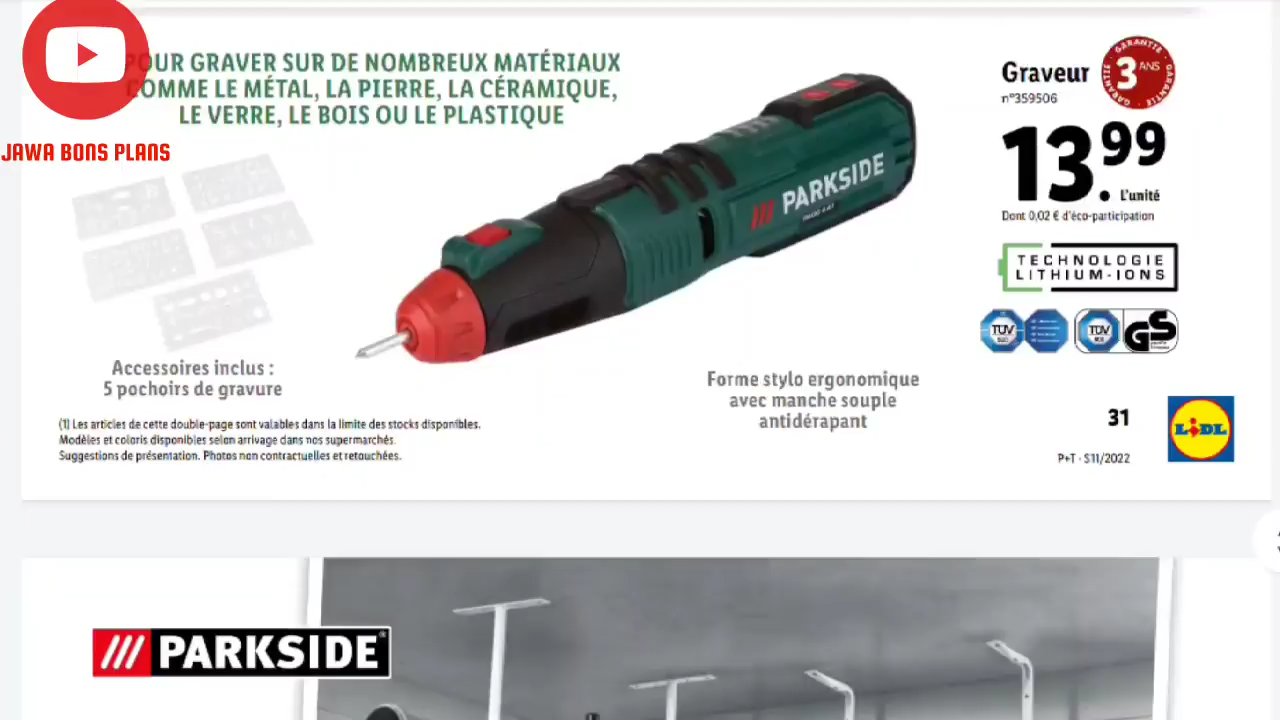 POUR GRAVER SUR DE NOMBREUX MATÉRIAUX
COMME LE MÉTAL, LA PIERRE, LA CÉRAMIQUE,
LE VERRE, LE BOIS OU LE PLASTIQUE
JAWA BONS PLANS
Graveur
n°359506
GARANTIE
3 ANS
GARANTIE
GARANTIE
13.99
L'unité
Dont 0,02 € d'éco-participation
TECHNOLOGIE
LITHIUM-IONS
TÜV
TÜV
GS
PARKSIDE
Accessoires inclus :
5 pochoirs de gravure
Forme stylo ergonomique
avec manche souple
antidérapant
(1) Les articles de cette double-page sont valables dans la limite des stocks disponibles.
Modèles et coloris disponibles selon arrivage dans nos supermarchés.
Suggestions de présentation. Photos non contractuelles et retouchées.
31
P+T - S11/2022
LIDL
PARKSIDE®